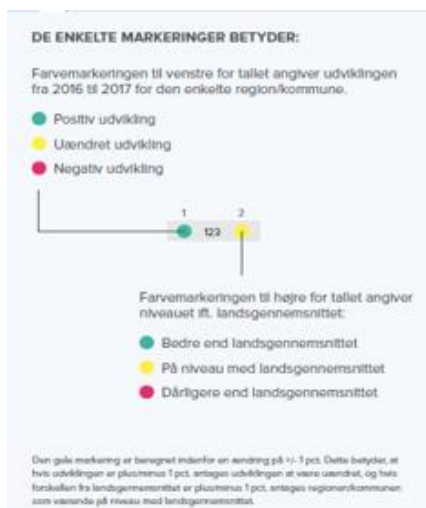 DE ENKELTE MARKERINGER BETYDER:
Farvemarkeringen til venstre for tallet angiver udviklingen
fra 2016 til 2017 for den enkelte region/kommune.
Positiv udvikling
Uændret udvikling
Negativ udvikling
1 2
123
Farvemarkeringen til højre for tallet angiver
niveauet ift. landsgennemsnittet:
Bedre end landsgennemsnittet
På niveau med landsgennemsnittet
Dårligere end landsgennemsnittet
Den gule markering er beregnet indenfor en ændring på +/- 1 pct. Dette betyder, at
hvis udviklingen er plus/minus 1 pct. antages udviklingen at være uændret, og hvis
forskellen fra landsgennemsnittet er plus/minus 1 pct. antages regionen/kommunen
som værende på niveau med landsgennemsnittet.